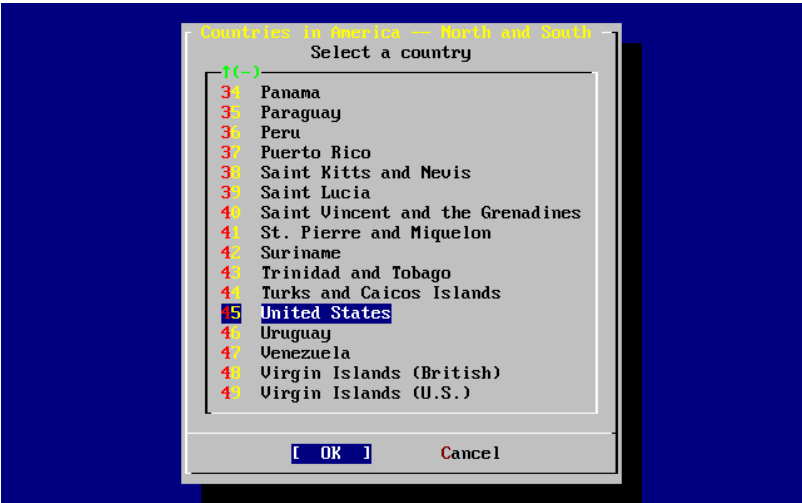 Countries in America -- North and South
Select a country
↑(-)
34 Panama
35 Paraguay
36 Peru
37 Puerto Rico
38 Saint Kitts and Nevis
39 Saint Lucia
40 Saint Vincent and the Grenadines
41 St. Pierre and Miquelon
42 Suriname
43 Trinidad and Tobago
44 Turks and Caicos Islands
45 United States
46 Uruguay
47 Venezuela
48 Virgin Islands (British)
49 Virgin Islands (U.S.)
[ OK ] Cancel